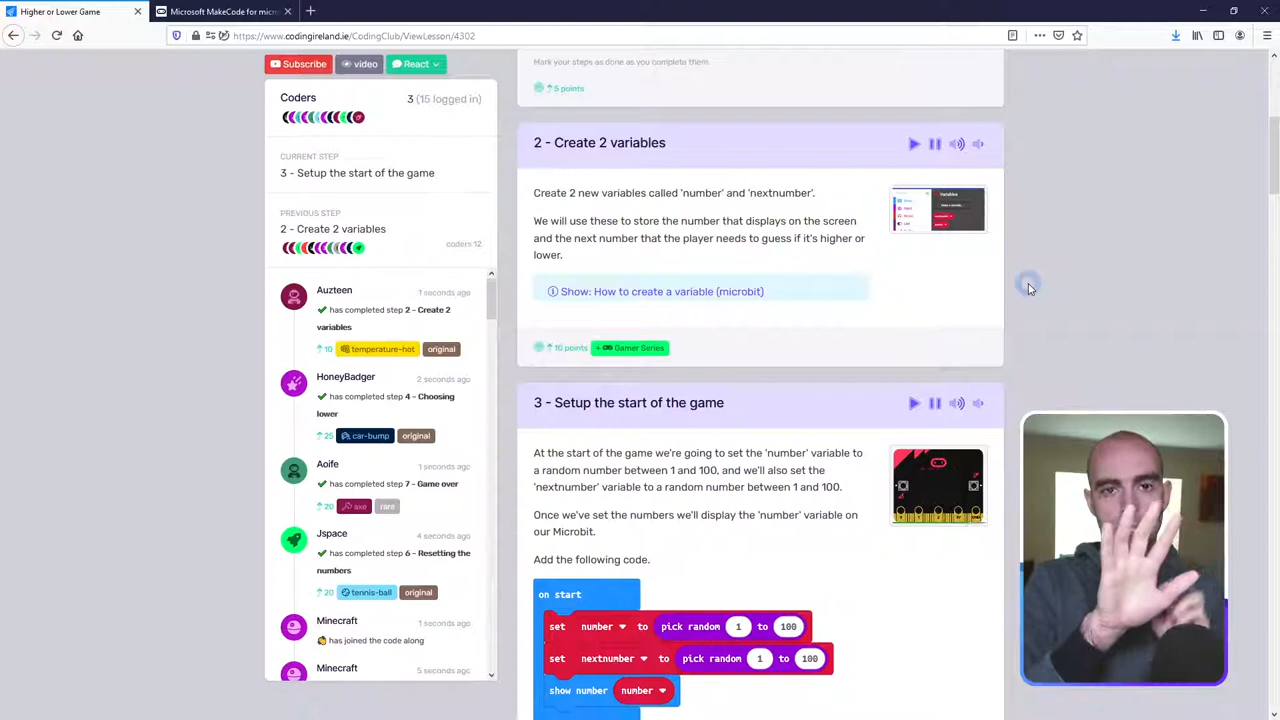 Higher or Lower Game
Microsoft MakeCode for micr
https://www.codingireland.ie/CodingClub/ViewLesson/4302
Subscribe
video
React
Coders
3 (15 logged in)
CURRENT STEP
3 - Setup the start of the game
PREVIOUS STEP
2 - Create 2 variables
coders 12
Auzteen
1 seconds ago
has completed step 2 - Create 2
variables
10 temperature-hot original
HoneyBadger
2 seconds ago
has completed step 4 - Choosing
lower
25 car-bump original
Aoife
1 seconds ago
has completed step 7 - Game over
20 axe rare
Jspace
4 seconds ago
has completed step 6 - Resetting the
numbers
20 tennis-ball original
Minecraft
1 seconds ago
has joined the code along
Minecraft
5 seconds ago
Mark your steps as done as you complete them.
5 points
2 - Create 2 variables
Create 2 new variables called 'number' and 'nextnumber'.
We will use these to store the number that displays on the screen
and the next number that the player needs to guess if it's higher or
lower.
Show: How to create a variable (microbit)
10 points + Gamer Series
3 - Setup the start of the game
At the start of the game we're going to set the 'number' variable to
a random number between 1 and 100, and we'll also set the
'nextnumber' variable to a random number between 1 and 100.
Once we've set the numbers we'll display the 'number' variable on
our Microbit.
Add the following code.
on start
set number to pick random 1 to 100
set nextnumber to pick random 1 to 100
show number number